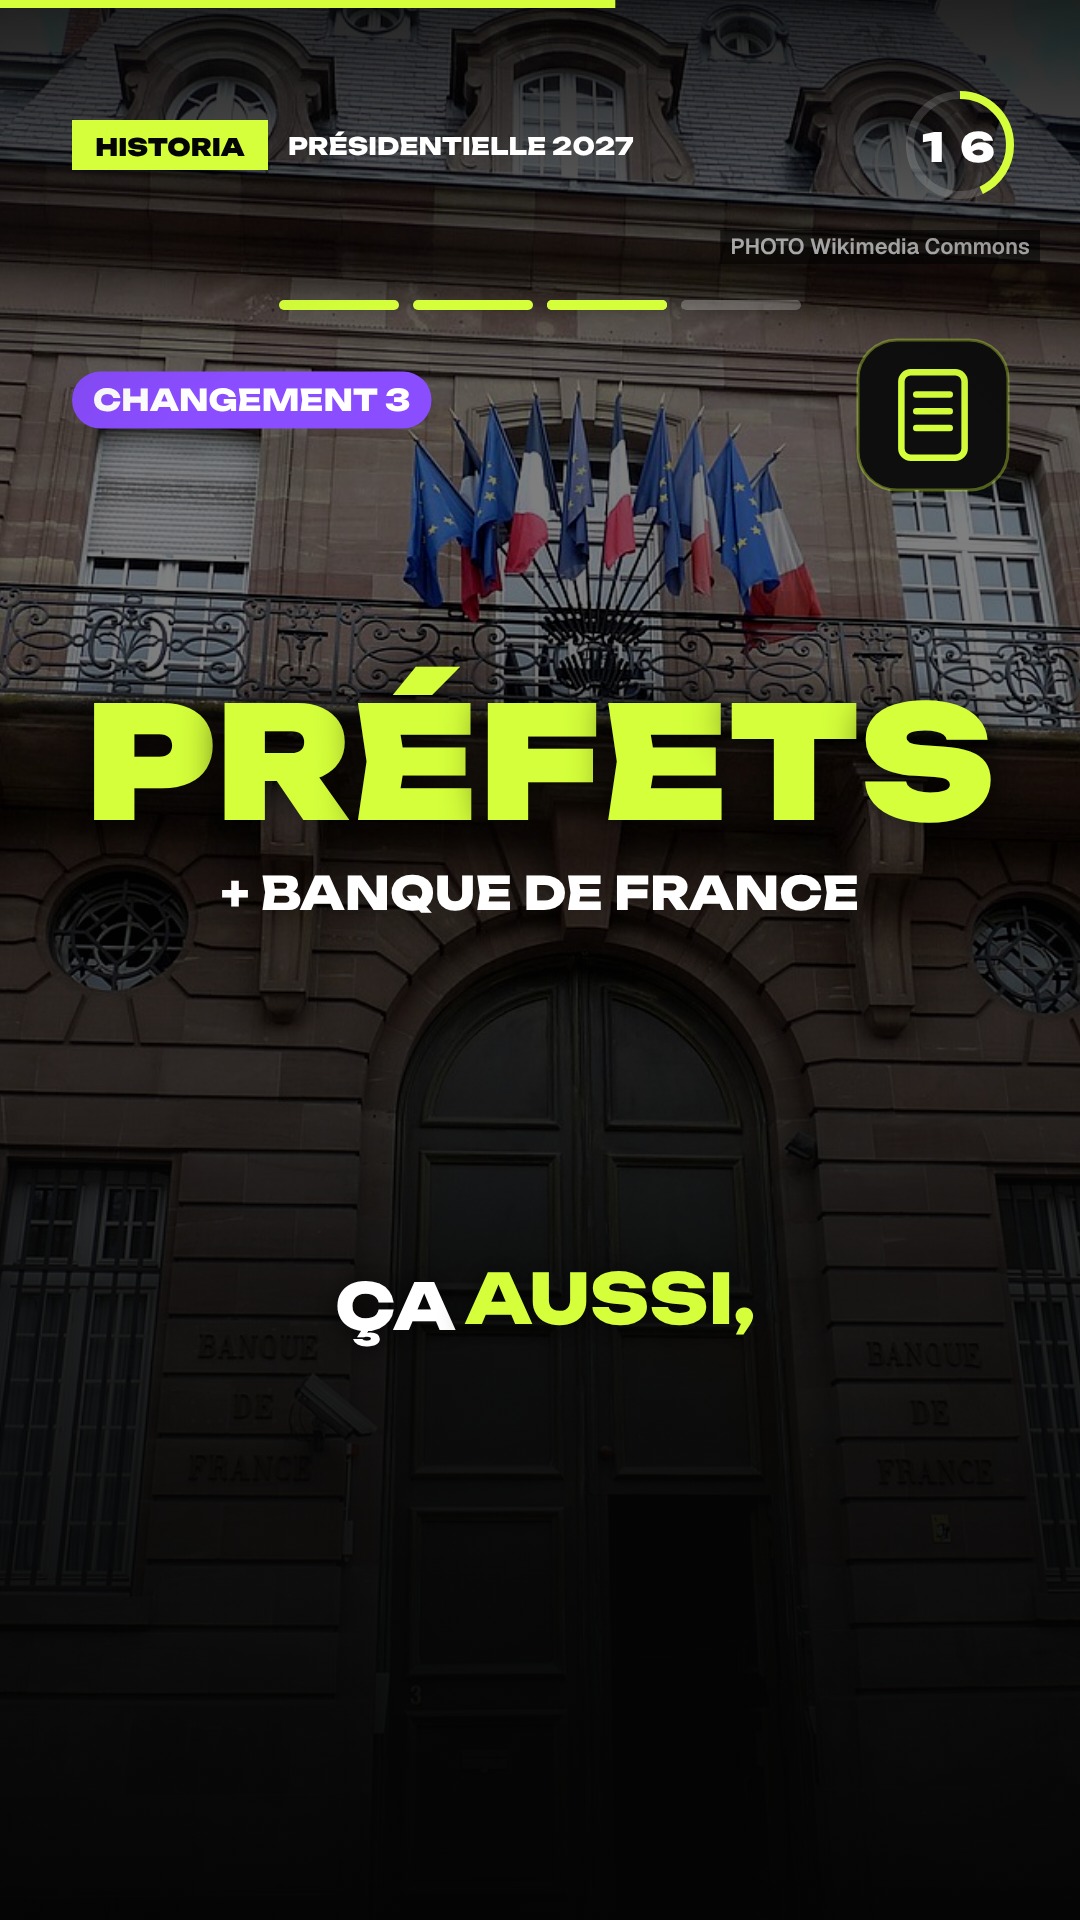 HISTORIA PRÉSIDENTIELLE 2027
16
PHOTO Wikimedia Commons
CHANGEMENT 3
PRÉFETS
+ BANQUE DE FRANCE
ÇA AUSSI,
BANQUE
DE
FRANCE
BANQUE
DE
FRANCE
3